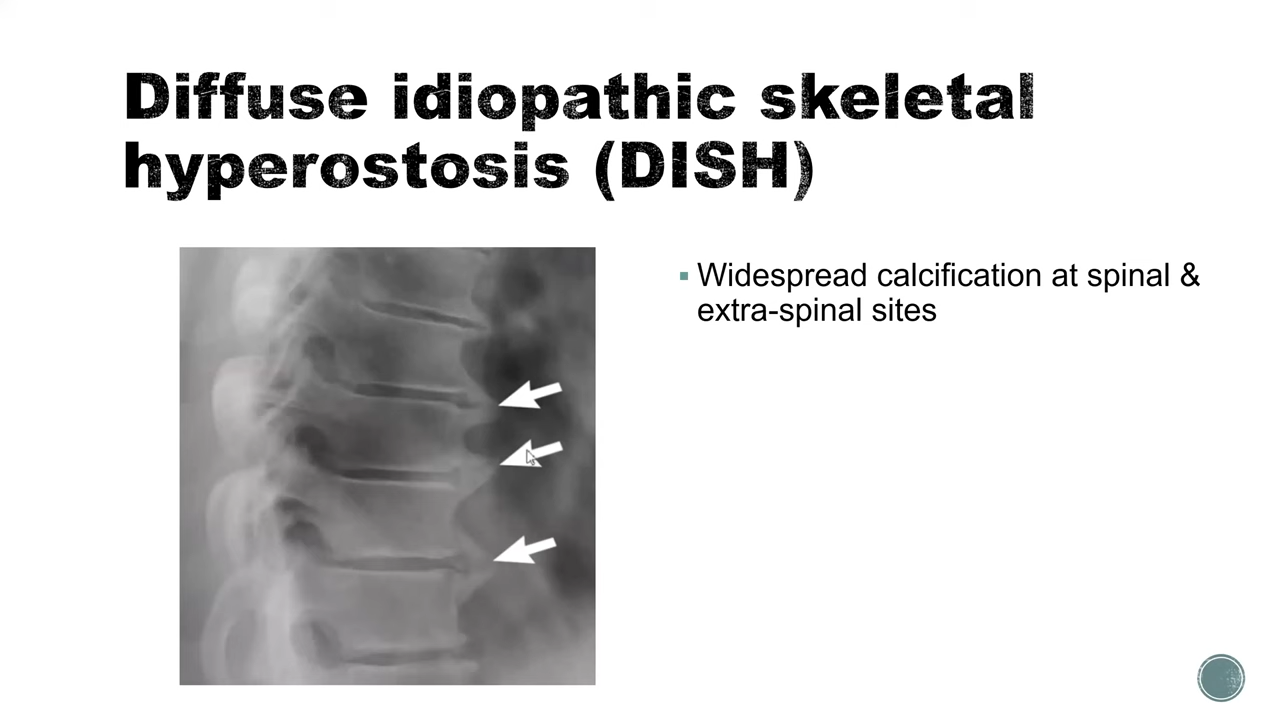 Diffuse idiopathic skeletal
hyperostosis (DISH)
Widespread calcification at spinal &
extra-spinal sites